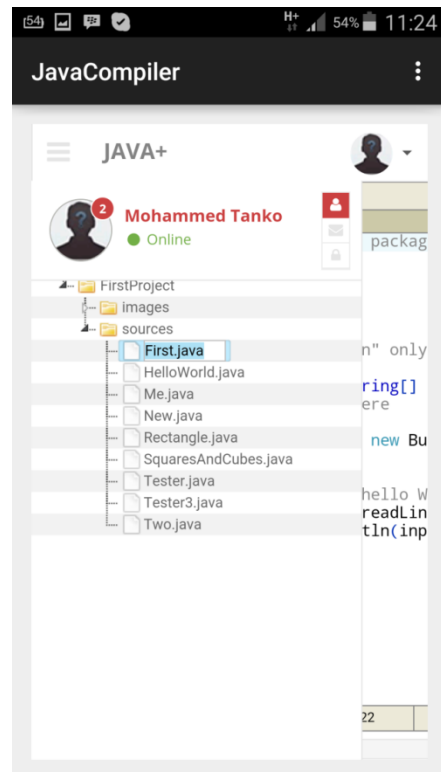 (54) H+ 54% 11:24
JavaCompiler
JAVA+
2
Mohammed Tanko
Online
packag
FirstProject
images
sources
First.java
n" only
HelloWorld.java
ring[]
Me.java
ere
New.java
Rectangle.java
new Bu
SquaresAndCubes.java
Tester.java
hello W
Tester3.java
readLin
Two.java
tln(inp
22